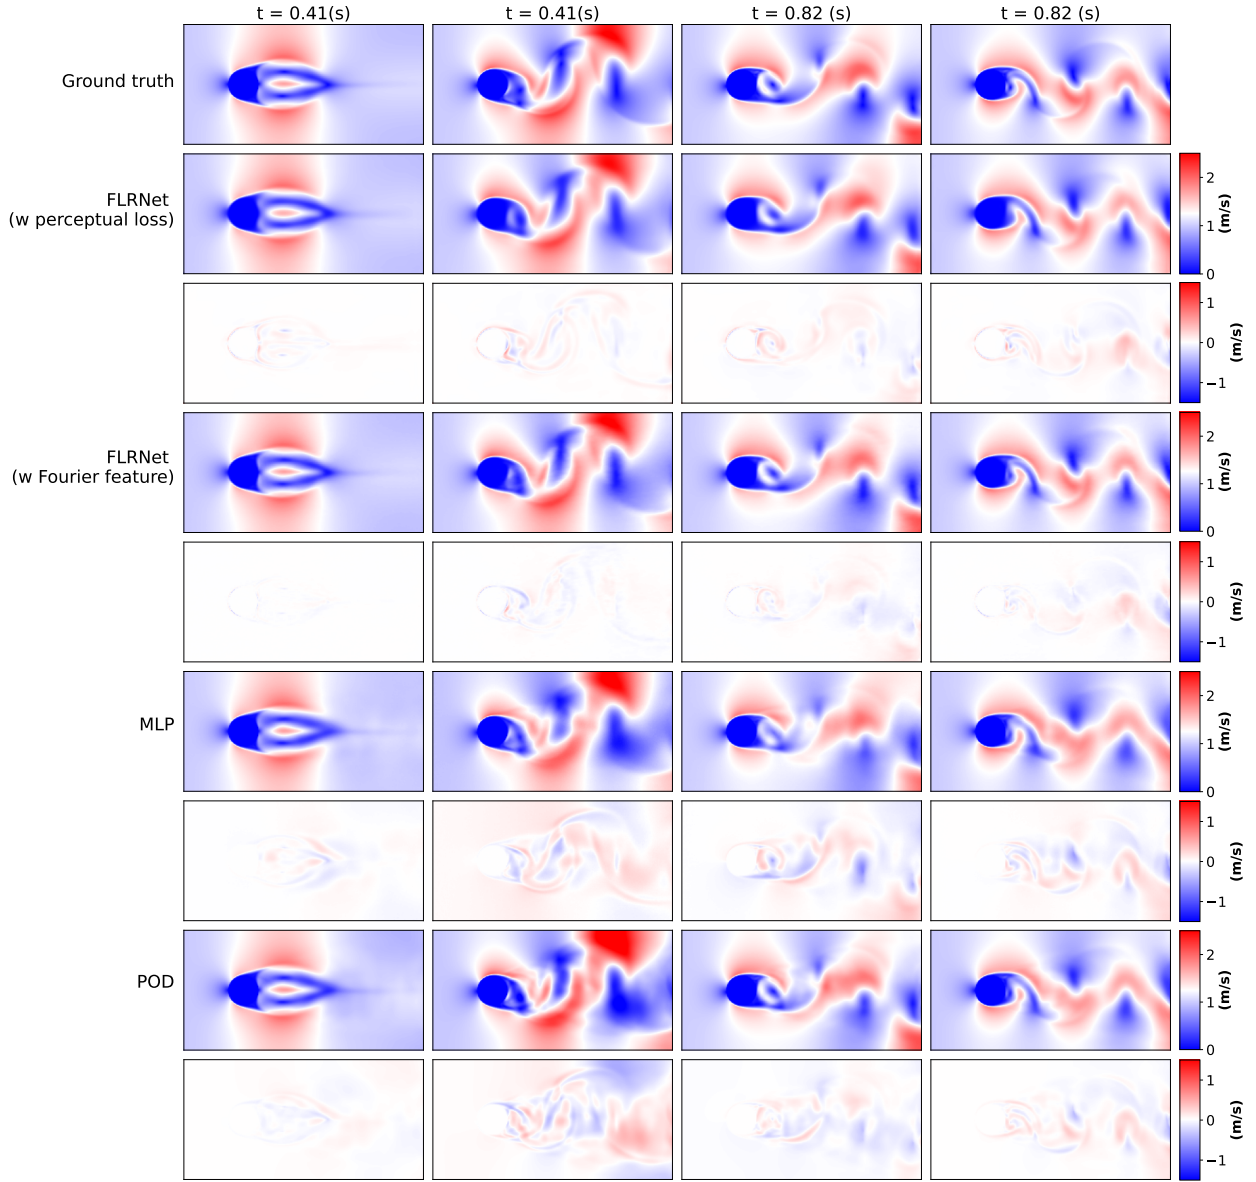 t = 0.41(s)
t = 0.41(s)
t = 0.82 (s)
t = 0.82 (s)
Ground truth
FLRNet
(w perceptual loss)
2
1
0
(m/s)
1
0
−1
(m/s)
FLRNet
(w Fourier feature)
2
1
0
(m/s)
1
0
−1
(m/s)
MLP
2
1
0
(m/s)
1
0
−1
(m/s)
POD
2
1
0
(m/s)
1
0
−1
(m/s)